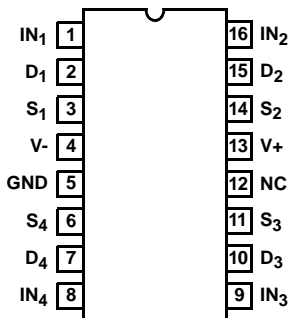 IN1 1 16 IN2
D1 2 15 D2
S1 3 14 S2
V- 4 13 V+
GND 5 12 NC
S4 6 11 S3
D4 7 10 D3
IN4 8 9 IN3